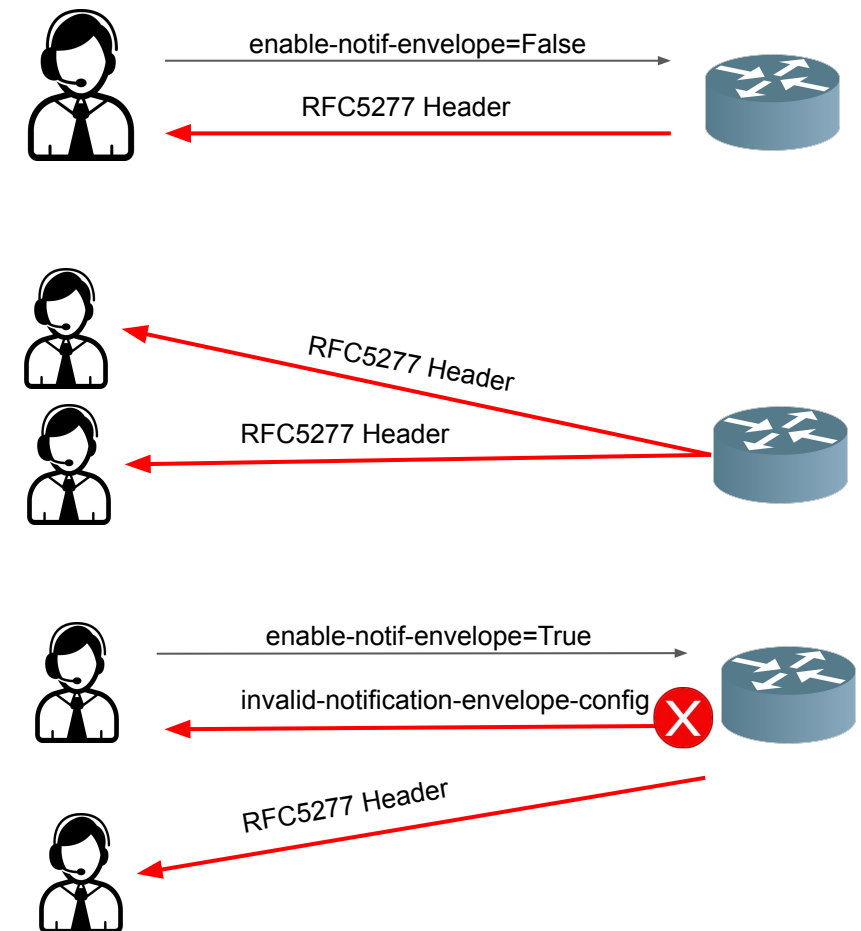 enable-notif-envelope=False
RFC5277 Header
RFC5277 Header
RFC5277 Header
enable-notif-envelope=True
invalid-notification-envelope-config
X
RFC5277 Header